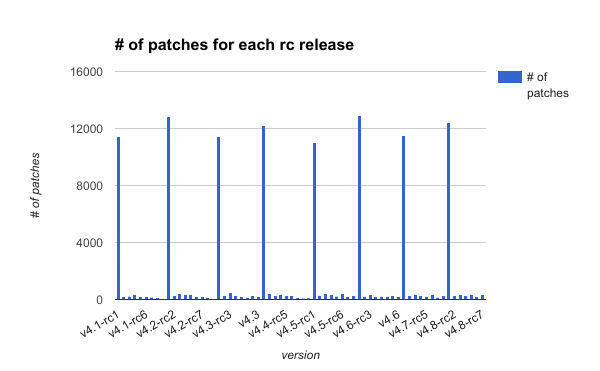 # of patches for each rc release
16000
12000
8000
4000
0
# of patches
# of
patches
v4.1-rc1
v4.1-rc6
v4.2-rc2
v4.2-rc7
v4.3-rc3
v4.3
v4.4-rc5
v4.5-rc1
v4.5-rc6
v4.6-rc3
v4.6
v4.7-rc5
v4.8-rc2
v4.8-rc7
version